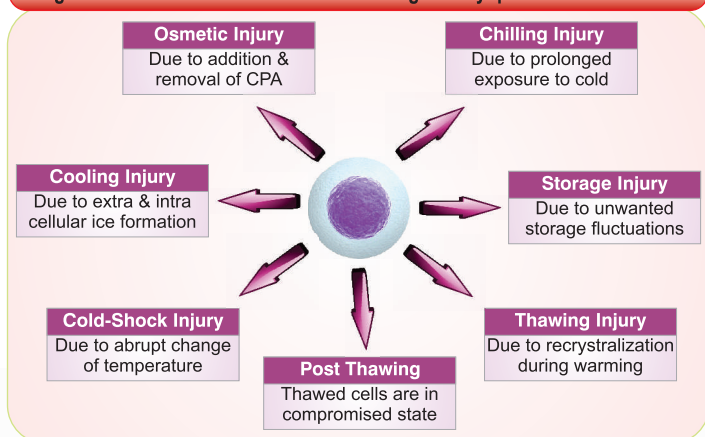 Osmetic Injury
Due to addition &
removal of CPA
Chilling Injury
Due to prolonged
exposure to cold
Cooling Injury
Due to extra & intra
cellular ice formation
Storage Injury
Due to unwanted
storage fluctuations
Cold-Shock Injury
Due to abrupt change
of temperature
Thawing Injury
Due to recrystralization
during warming
Post Thawing
Thawed cells are in
compromised state